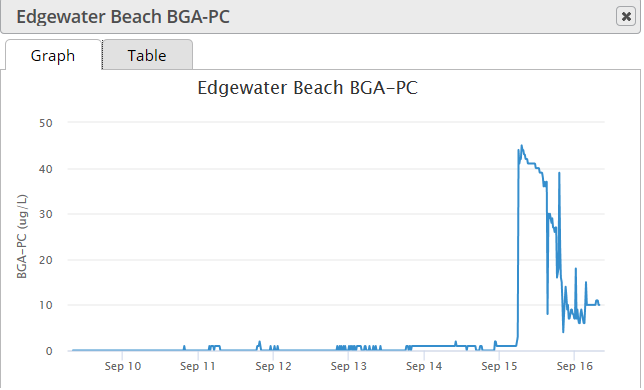 Edgewater Beach BGA-PC
Graph
Table
Edgewater Beach BGA-PC
50
40
30
20
10
0
BGA-PC (ug/L)
Sep 10
Sep 11
Sep 12
Sep 13
Sep 14
Sep 15
Sep 16